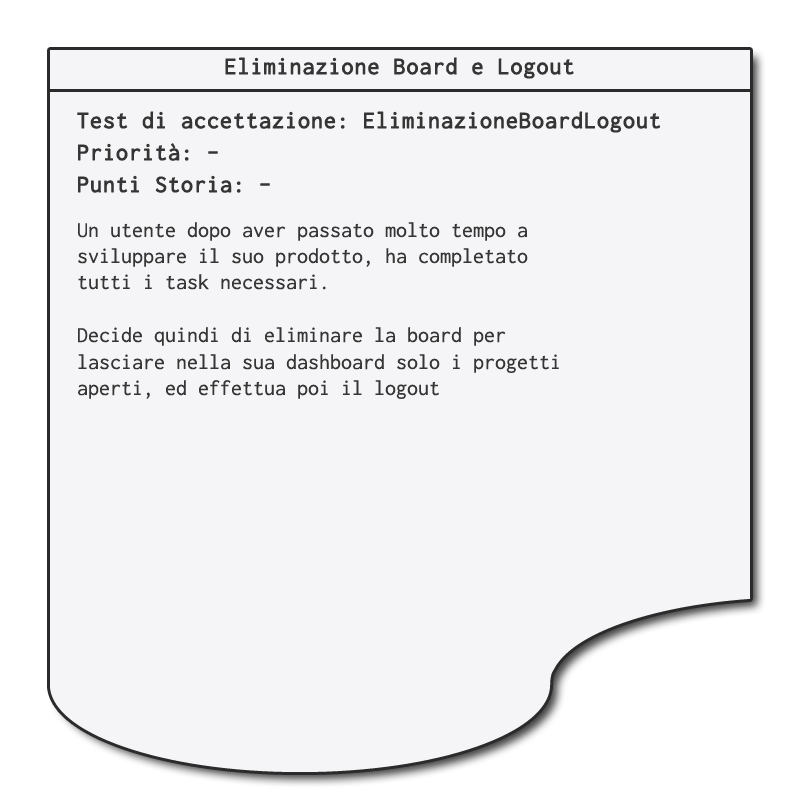 Eliminazione Board e Logout
Test di accettazione: EliminazioneBoardLogout
Priorità: -
Punti Storia: -
Un utente dopo aver passato molto tempo a
sviluppare il suo prodotto, ha completato
tutti i task necessari.
Decide quindi di eliminare la board per
lasciare nella sua dashboard solo i progetti
aperti, ed effettua poi il logout